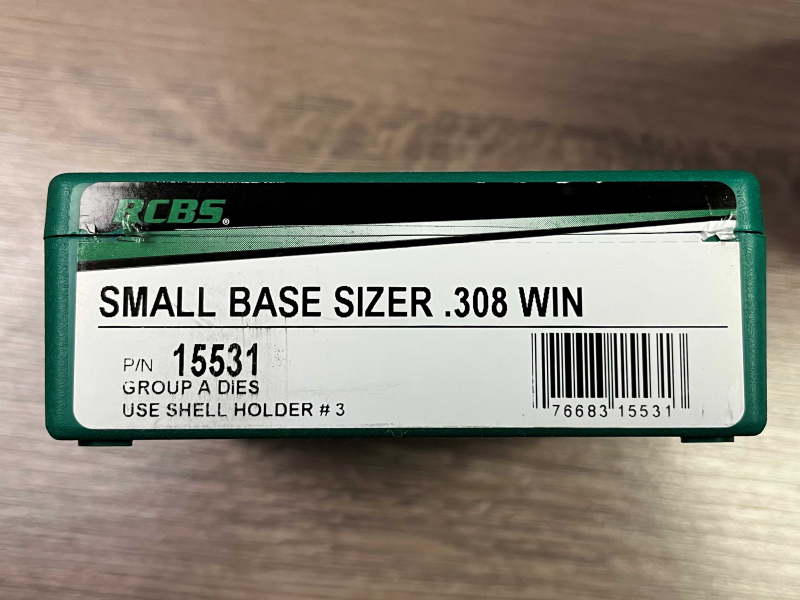 RCBS®
SMALL BASE SIZER .308 WIN
P/N 15531
GROUP A DIES
USE SHELL HOLDER # 3
76683 15531